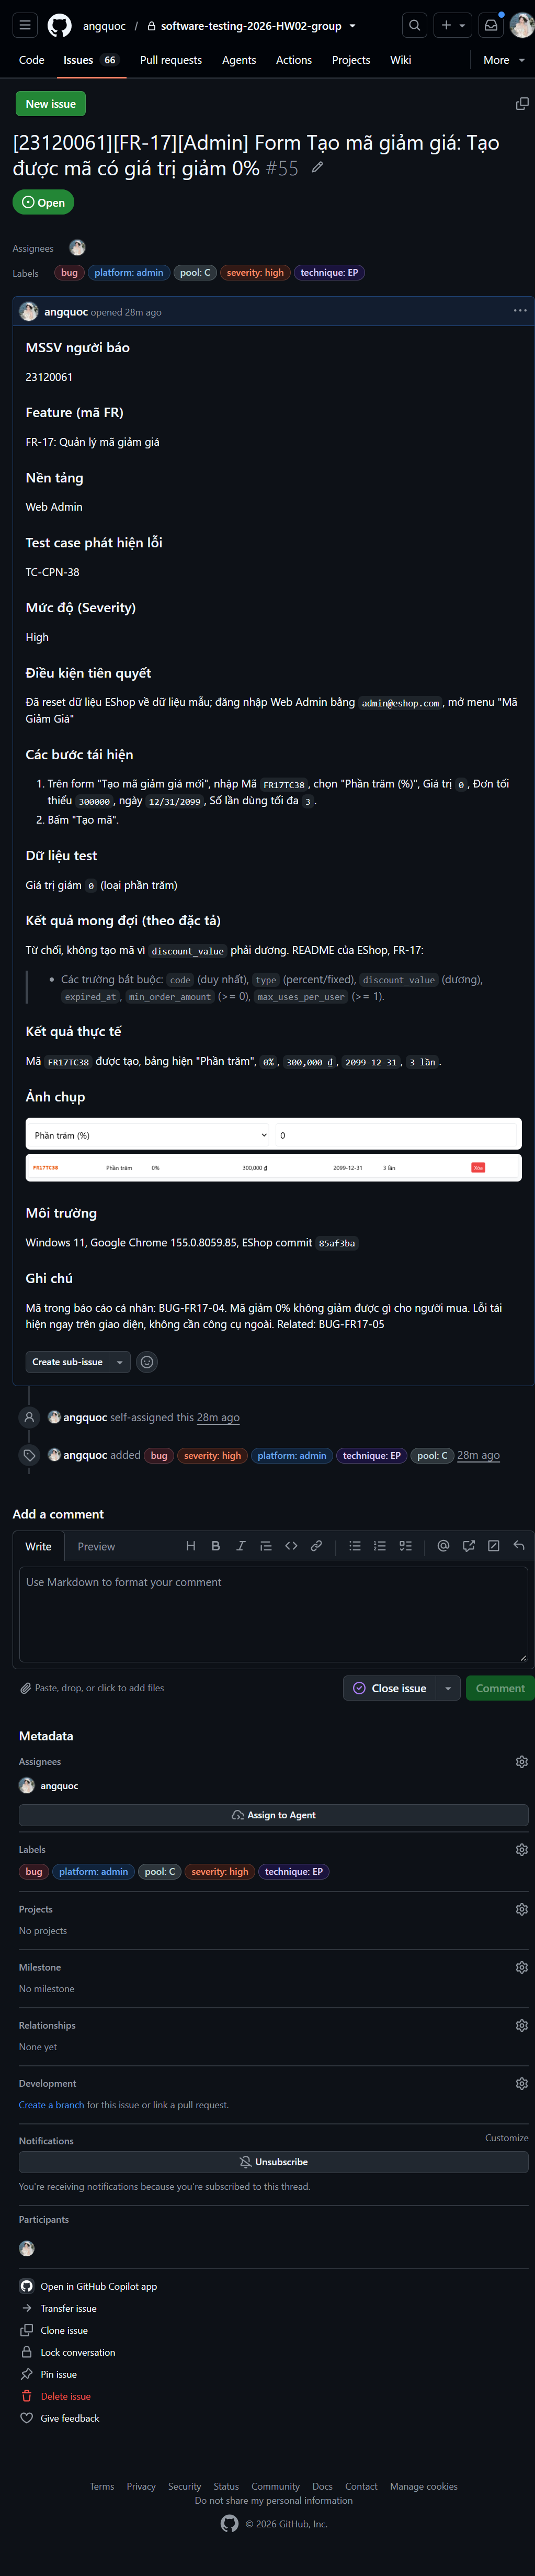 angquoc / software-testing-2026-HW02-group
Code Issues 66 Pull requests Agents Actions Projects Wiki More
New issue
[23120061][FR-17][Admin] Form Tạo mã giảm giá: Tạo
được mã có giá trị giảm 0% #55
Open
Assignees
Labels bug platform: admin pool: C severity: high technique: EP
angquoc opened 28m ago
MSSV người báo
23120061
Feature (mã FR)
FR-17: Quản lý mã giảm giá
Nền tảng
Web Admin
Test case phát hiện lỗi
TC-CPN-38
Mức độ (Severity)
High
Điều kiện tiên quyết
Đã reset dữ liệu EShop về dữ liệu mẫu; đăng nhập Web Admin bằng admin@eshop.com, mở menu "Mã
Giảm Giá"
Các bước tái hiện
1. Trên form "Tạo mã giảm giá mới", nhập Mã FR17TC38, chọn "Phần trăm (%)", Giá trị 0, Đơn tối
thiểu 300000, ngày 12/31/2099, Số lần dùng tối đa 3.
2. Bấm "Tạo mã".
Dữ liệu test
Giá trị giảm 0 (loại phần trăm)
Kết quả mong đợi (theo đặc tả)
Từ chối, không tạo mã vì discount_value phải dương. README của EShop, FR-17:
• Các trường bắt buộc: code (duy nhất), type (percent/fixed), discount_value (dương),
expired_at, min_order_amount (>= 0), max_uses_per_user (>= 1).
Kết quả thực tế
Mã FR17TC38 được tạo, bảng hiện "Phần trăm", 0%, 300,000 ₫, 2099-12-31, 3 lần.
Ảnh chụp
Phần trăm (%) 0
FR17TC38 Phần trăm 0% 300,000 ₫ 2099-12-31 3 lần Xóa
Môi trường
Windows 11, Google Chrome 155.0.8059.85, EShop commit 85af3ba
Ghi chú
Mã trong báo cáo cá nhân: BUG-FR17-04. Mã giảm 0% không giảm được gì cho người mua. Lỗi tái
hiện ngay trên giao diện, không cần công cụ ngoài. Related: BUG-FR17-05
Create sub-issue
angquoc self-assigned this 28m ago
angquoc added bug severity: high platform: admin technique: EP pool: C 28m ago
Add a comment
Write Preview
Use Markdown to format your comment
Paste, drop, or click to add files
Close issue Comment
Metadata
Assignees
angquoc
Assign to Agent
Labels
bug platform: admin pool: C severity: high technique: EP
Projects
No projects
Milestone
No milestone
Relationships
None yet
Development
Create a branch for this issue or link a pull request.
Notifications Customize
Unsubscribe
You're receiving notifications because you're subscribed to this thread.
Participants
Open in GitHub Copilot app
Transfer issue
Clone issue
Lock conversation
Pin issue
Delete issue
Give feedback
Terms Privacy Security Status Community Docs Contact Manage cookies
Do not share my personal information
© 2026 GitHub, Inc.